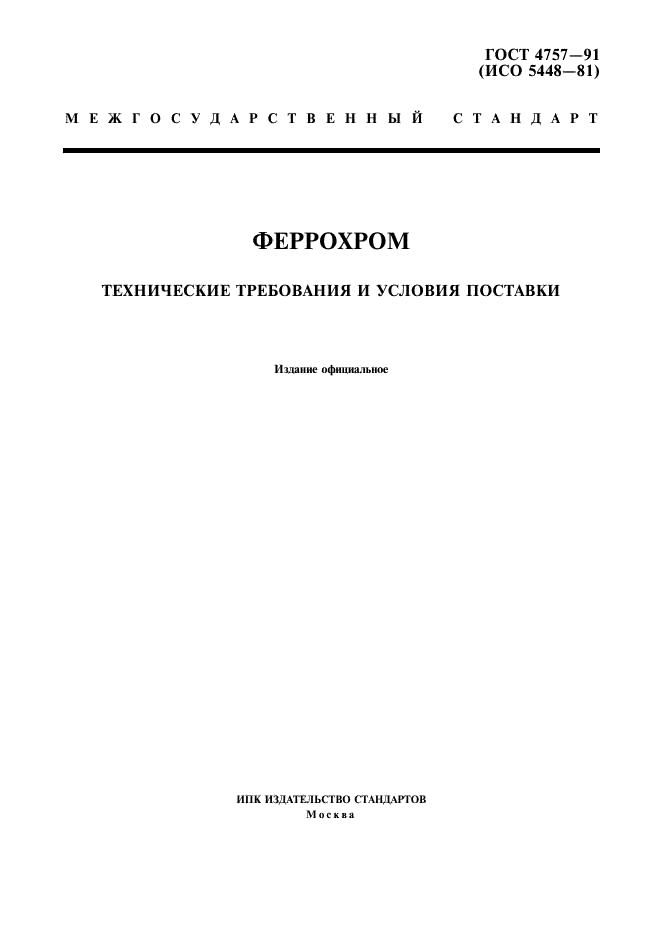 ГОСТ 4757—91
(ИСО 5448—81)
МЕЖГОСУДАРСТВЕННЫЙ СТАНДАРТ
ФЕРРОХРОМ
ТЕХНИЧЕСКИЕ ТРЕБОВАНИЯ И УСЛОВИЯ ПОСТАВКИ
Издание официальное
ИПК ИЗДАТЕЛЬСТВО СТАНДАРТОВ
Москва